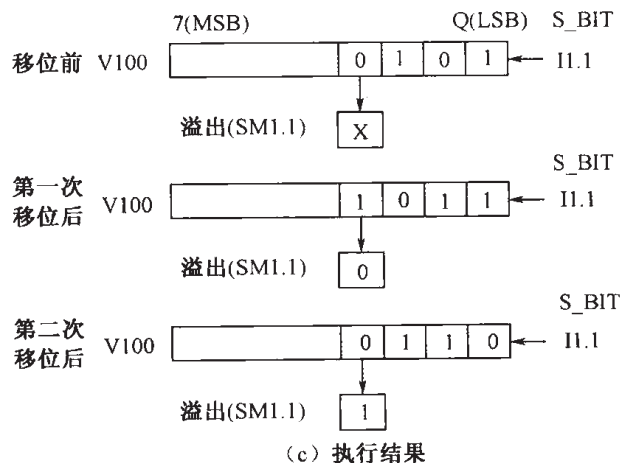 7(MSB) Q(LSB) S_BIT
移位前 V100 0 1 0 1 I1.1
溢出(SM1.1) X
S_BIT
第一次
移位后 V100 1 0 1 1 I1.1
溢出(SM1.1) 0
S_BIT
第二次
移位后 V100 0 1 1 0 I1.1
溢出(SM1.1) 1
(c) 执行结果